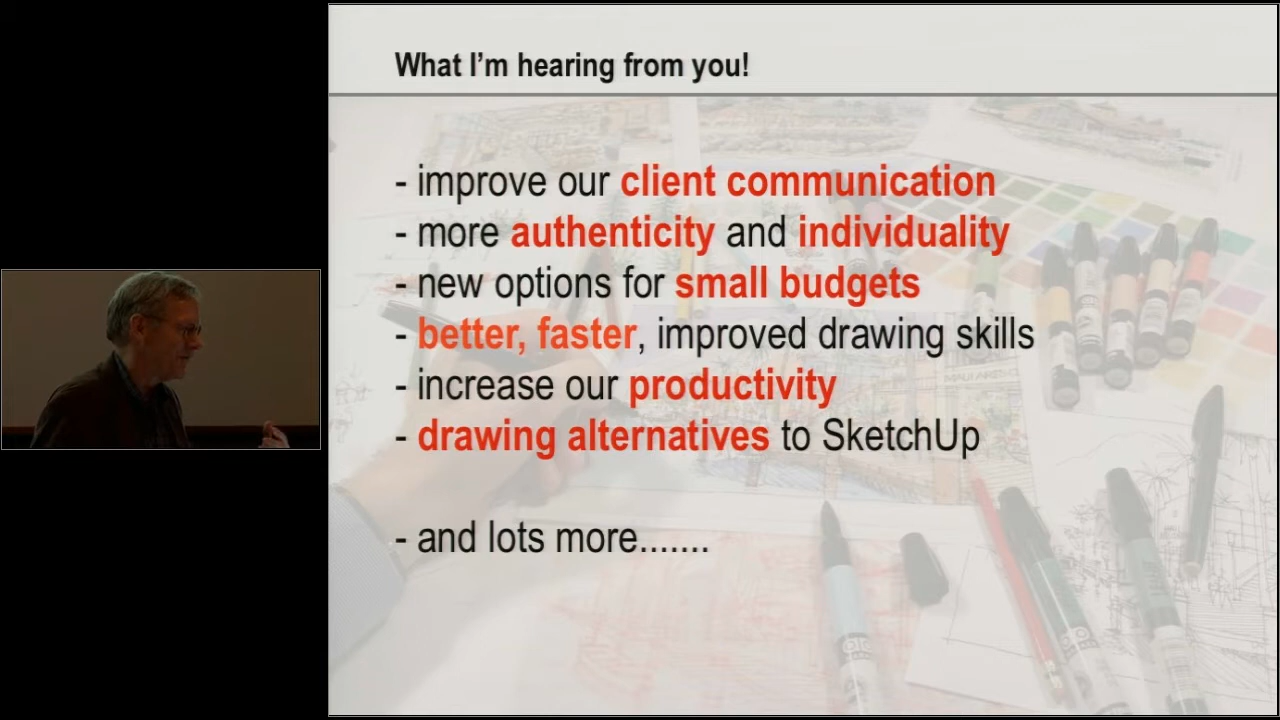 What I'm hearing from you!
- improve our client communication
- more authenticity and individuality
- new options for small budgets
- better, faster, improved drawing skills
- increase our productivity
- drawing alternatives to SketchUp
- and lots more.......